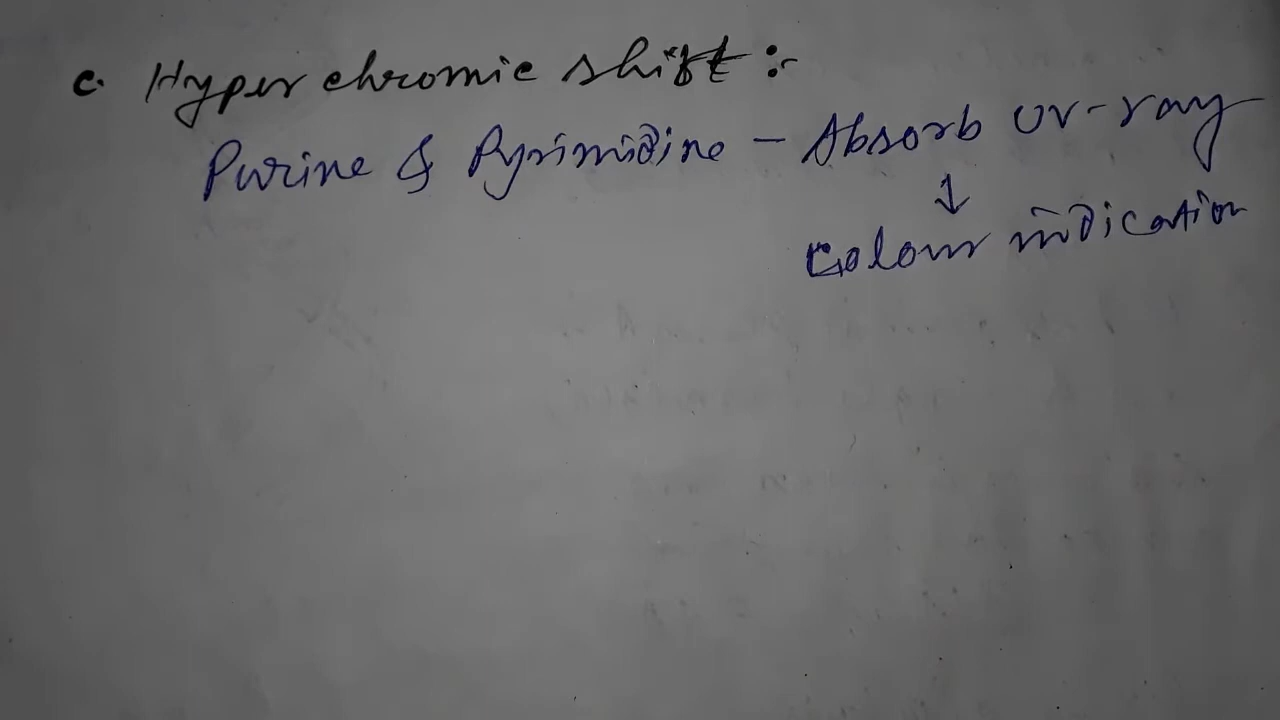 c. Hyper chromic shift :-
Purine & Pyrimidine - Absorb UV-ray
↓
Colour indication